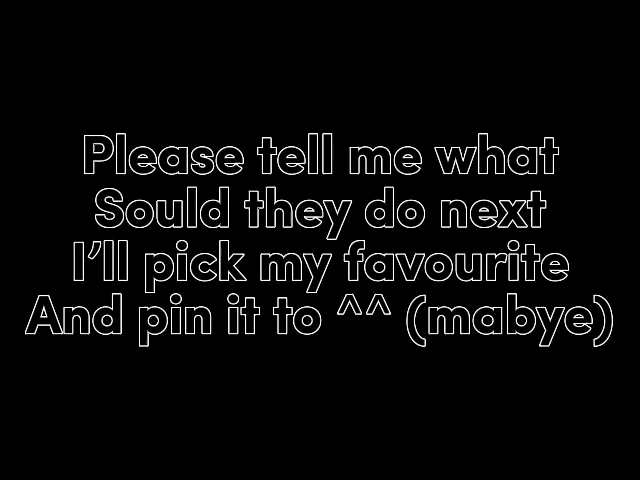 Please tell me what
Sould they do next
I'll pick my favourite
And pin it to ^^ (mabye)